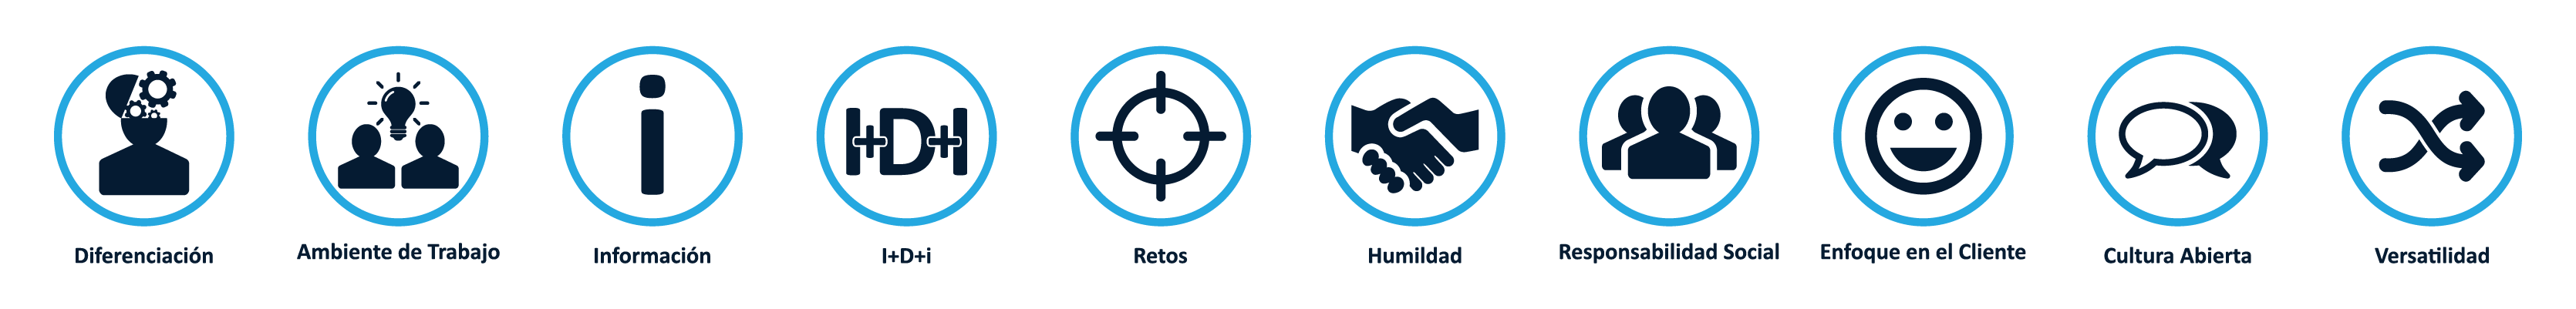 I+D+I
Diferenciación
Ambiente de Trabajo
Información
I+D+i
Retos
Humildad
Responsabilidad Social
Enfoque en el Cliente
Cultura Abierta
Versatilidad